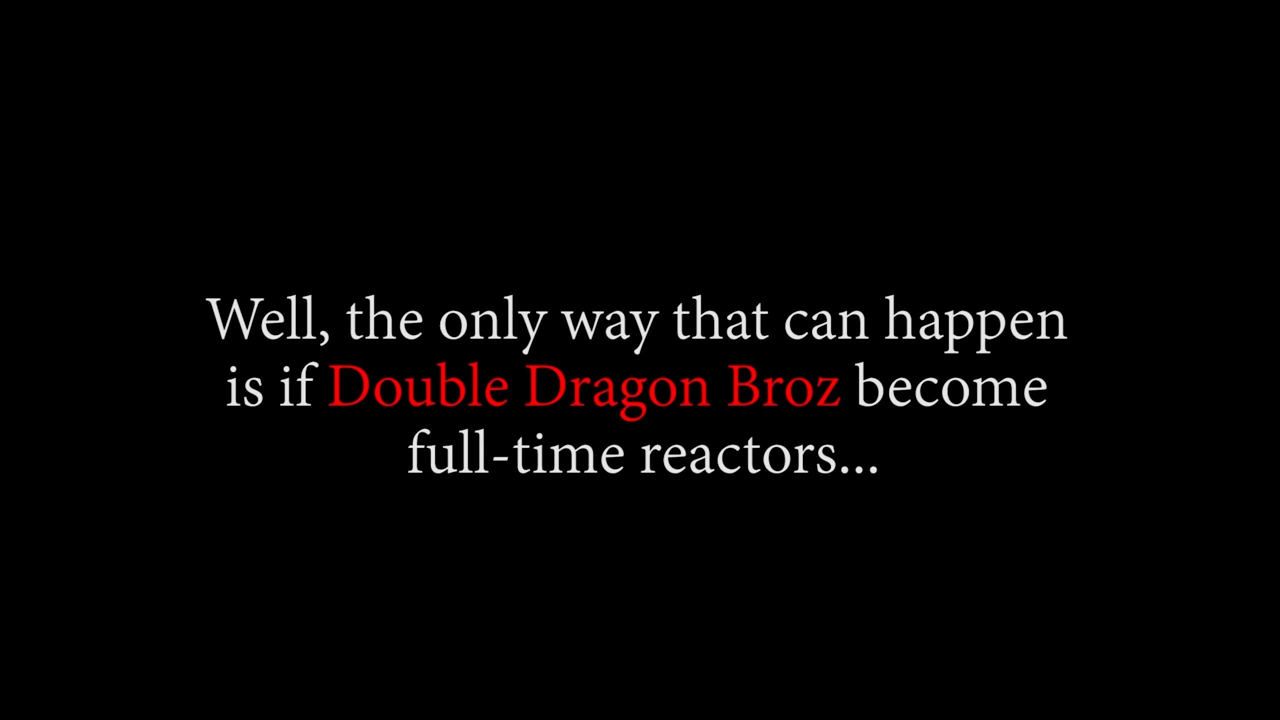 Well, the only way that can happen
is if Double Dragon Broz become
full-time reactors...